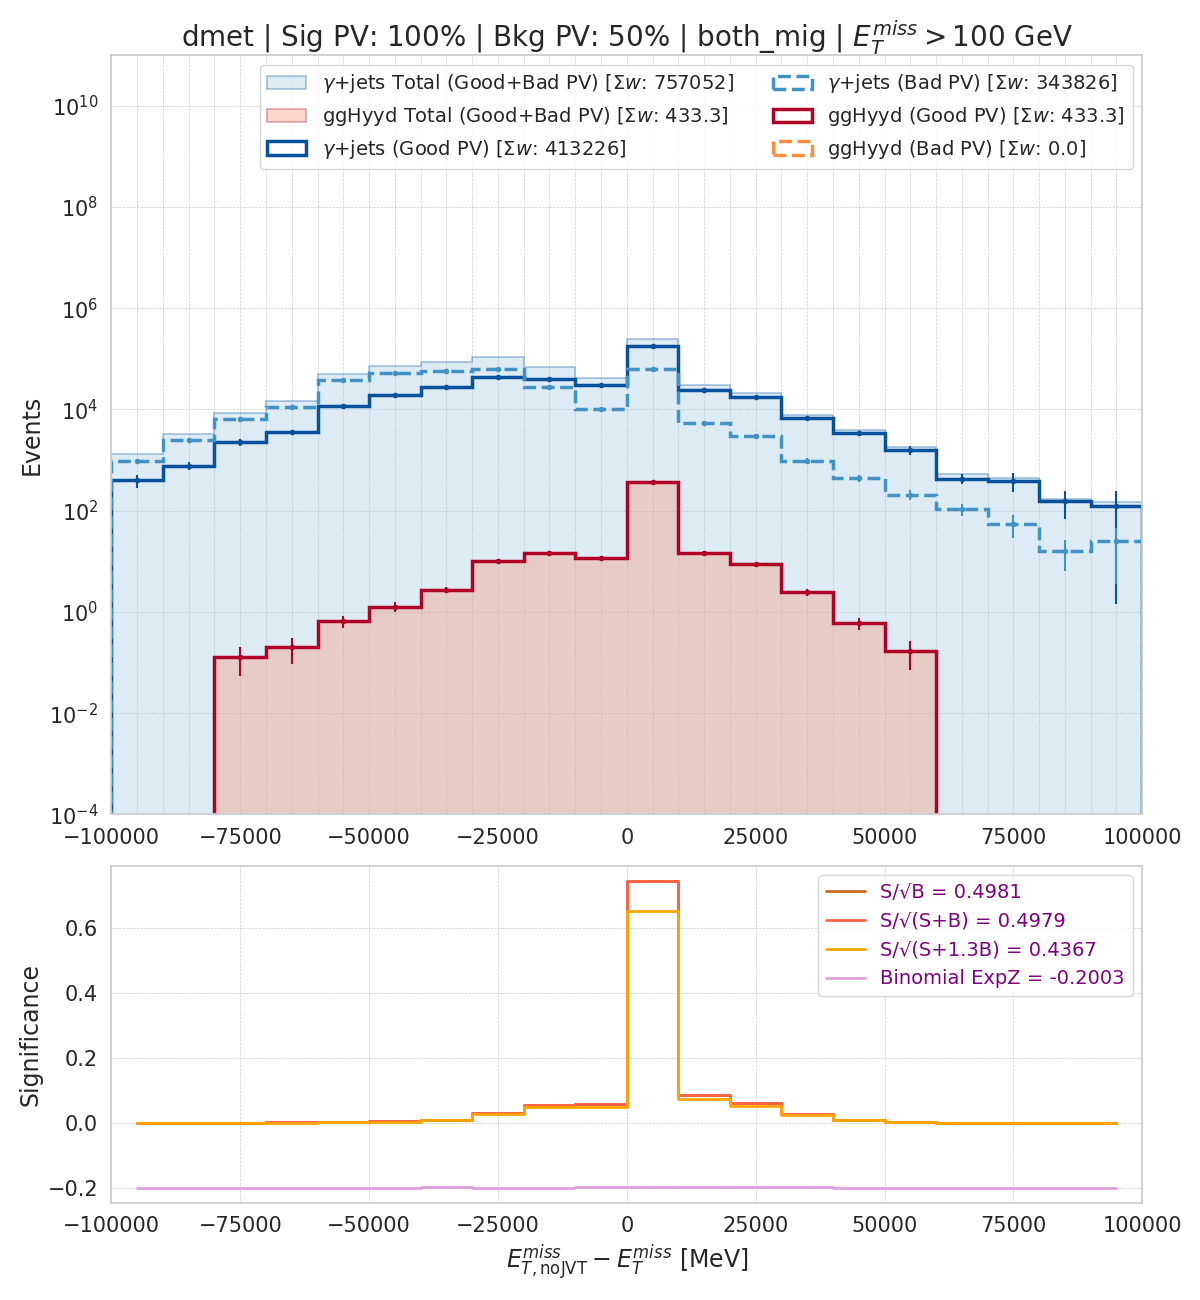 dmet | Sig PV: 100% | Bkg PV: 50% | both_mig | $E_T^{miss} > 100$ GeV
γ+jets Total (Good+Bad PV) [Σw: 757052]
ggHyyd Total (Good+Bad PV) [Σw: 433.3]
γ+jets (Good PV) [Σw: 413226]
γ+jets (Bad PV) [Σw: 343826]
ggHyyd (Good PV) [Σw: 433.3]
ggHyyd (Bad PV) [Σw: 0.0]
Events
10^{10}
10^{8}
10^{6}
10^{4}
10^{2}
10^{0}
10^{−2}
10^{−4}
−100000 −75000 −50000 −25000 0 25000 50000 75000 100000
S/√B = 0.4981
S/√(S+B) = 0.4979
S/√(S+1.3B) = 0.4367
Binomial ExpZ = -0.2003
Significance
0.6
0.4
0.2
0.0
−0.2
−100000 −75000 −50000 −25000 0 25000 50000 75000 100000
$E_{T,noJVT}^{miss} − E_T^{miss}$ [MeV]